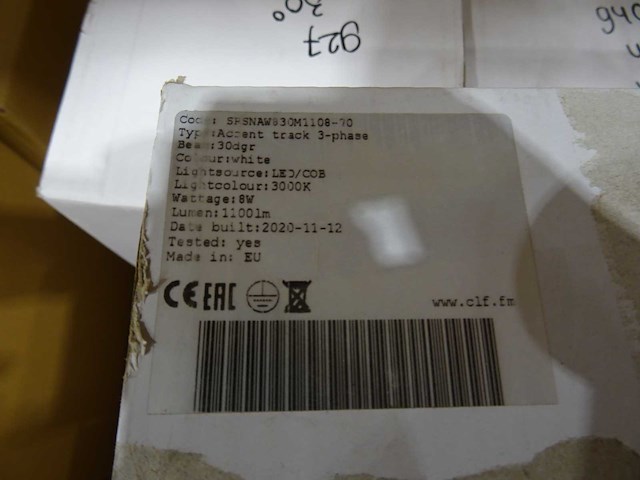 927
30°
940
Code: SPSNAW830M1108-70
Type:Accent track 3-phase
Beam:30dgr
Colour:white
Lightsource:LED/COB
Lightcolour:3000K
Wattage:8W
Lumen:1100lm
Date built:2020-11-12
Tested: yes
Made in: EU
CE EAC
www.clf.fm